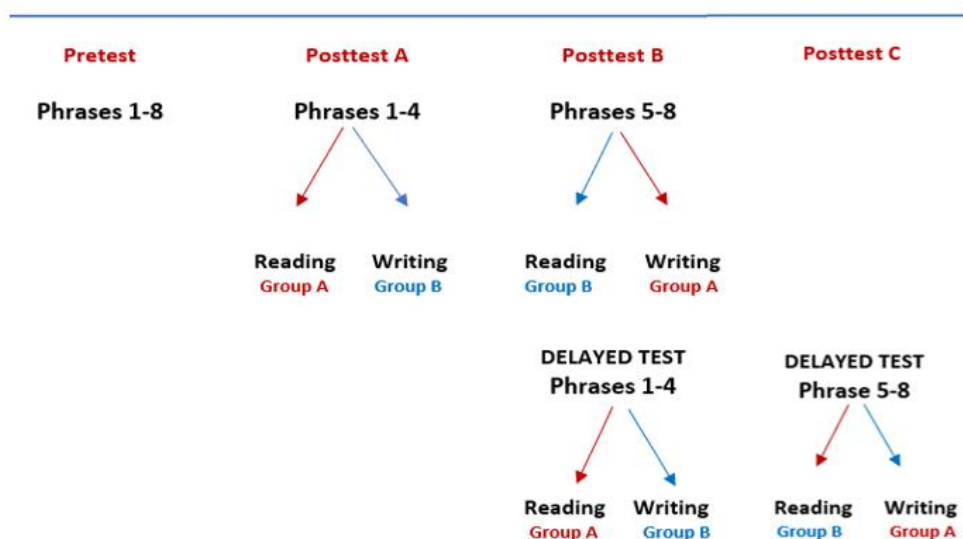 Pretest Posttest A Posttest B Posttest C
Phrases 1-8 Phrases 1-4 Phrases 5-8
Reading Writing Reading Writing
Group A Group B Group B Group A
DELAYED TEST DELAYED TEST
Phrases 1-4 Phrase 5-8
Reading Writing Reading Writing
Group A Group B Group B Group A